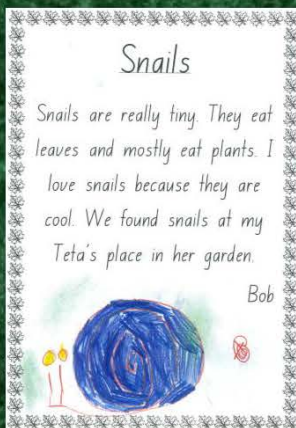 Snails
Snails are really tiny. They eat
leaves and mostly eat plants. I
love snails because they are
cool. We found snails at my
Teta's place in her garden.
Bob